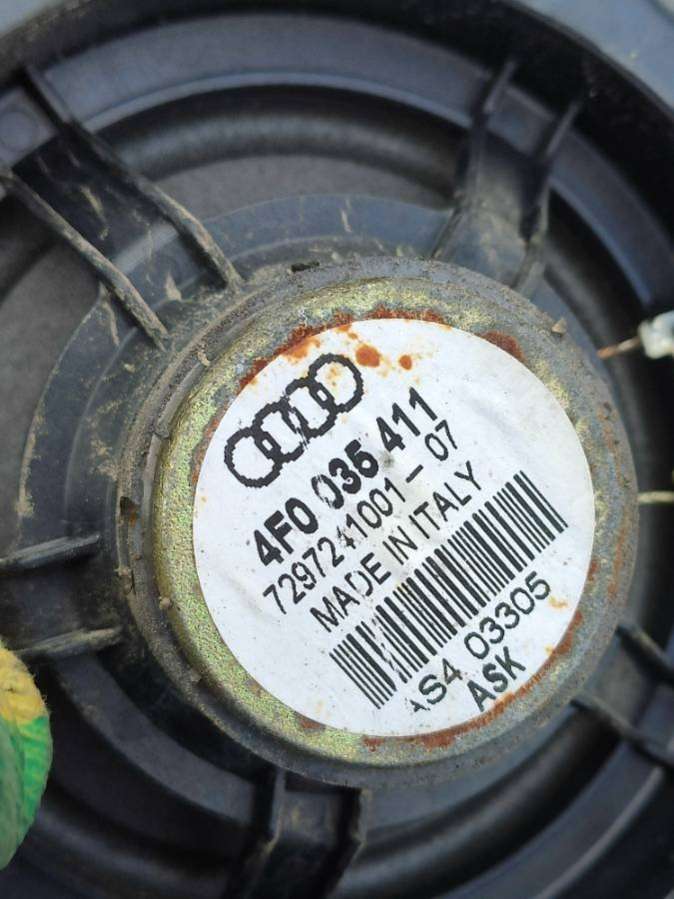 4F0 035 411
7297241001-07
MADE IN ITALY
AS4 03305
ASK